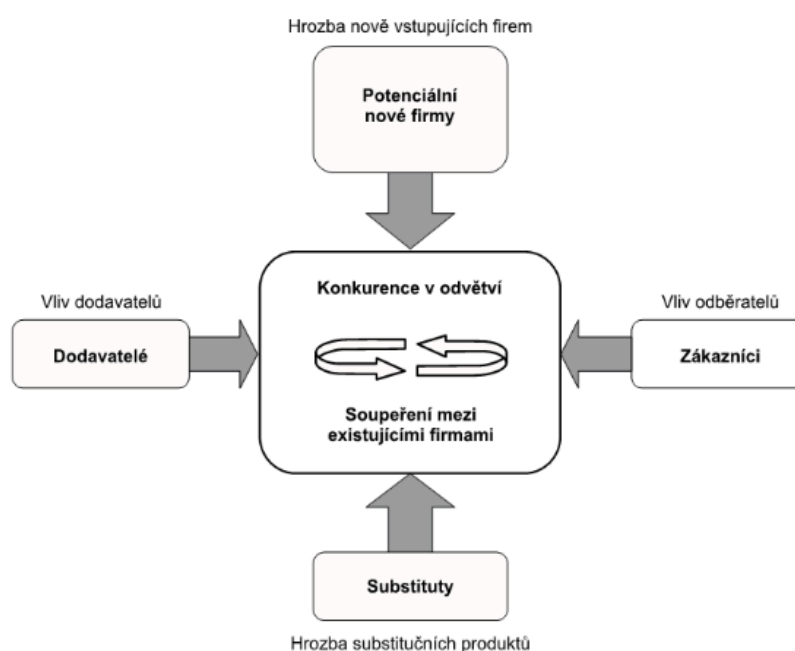 Hrozba nově vstupujících firem
Potenciální
nové firmy
Konkurence v odvětví
Vliv dodavatelů
Vliv odběratelů
Dodavatelé
Zákazníci
Soupeření mezi
existujícími firmami
Substituty
Hrozba substitučních produktů